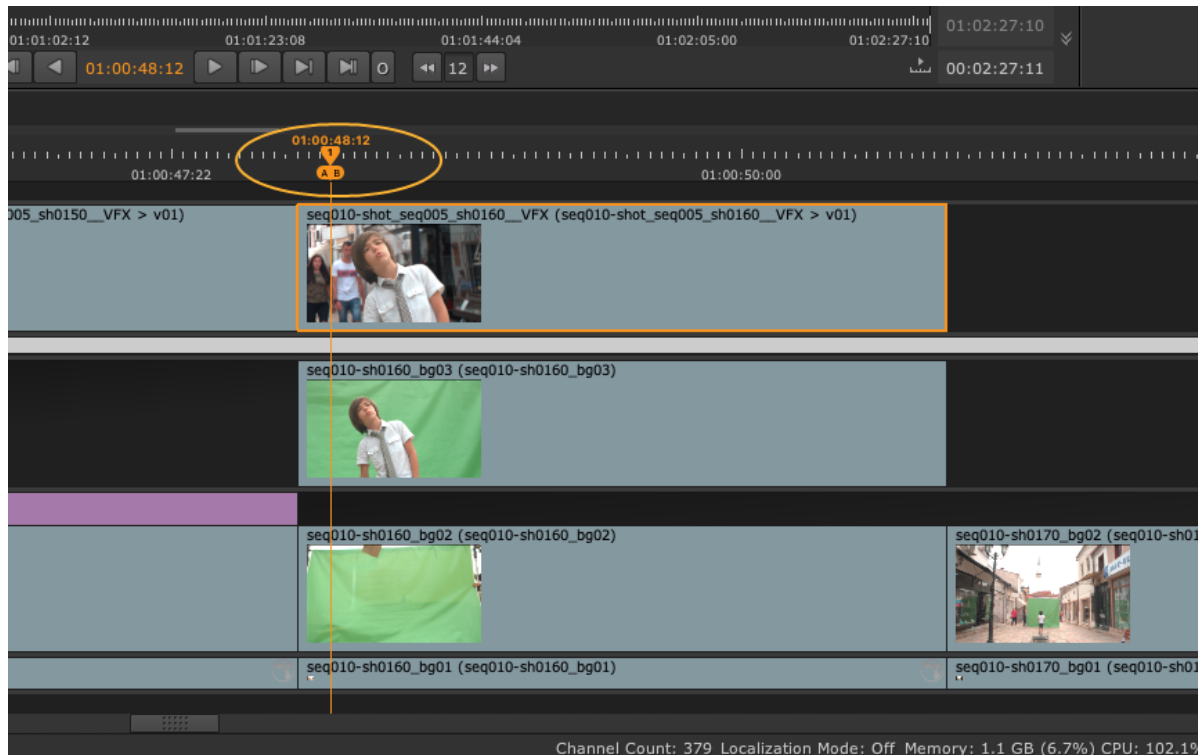 01:01:02:12 01:01:23:08 01:01:44:04 01:02:05:00 01:02:27:10 01:02:27:10
01:00:48:12 O 12 00:02:27:11
01:00:48:12
1
01:00:47:22 A B 01:00:50:00
005_sh0150__VFX > v01) seq010-shot_seq005_sh0160__VFX (seq010-shot_seq005_sh0160__VFX > v01)
seq010-sh0160_bg03 (seq010-sh0160_bg03)
seq010-sh0160_bg02 (seq010-sh0160_bg02) seq010-sh0170_bg02 (seq010-sh01
seq010-sh0160_bg01 (seq010-sh0160_bg01) seq010-sh0170_bg01 (seq010-sh01
Channel Count: 379 Localization Mode: Off Memory: 1.1 GB (6.7%) CPU: 102.1%